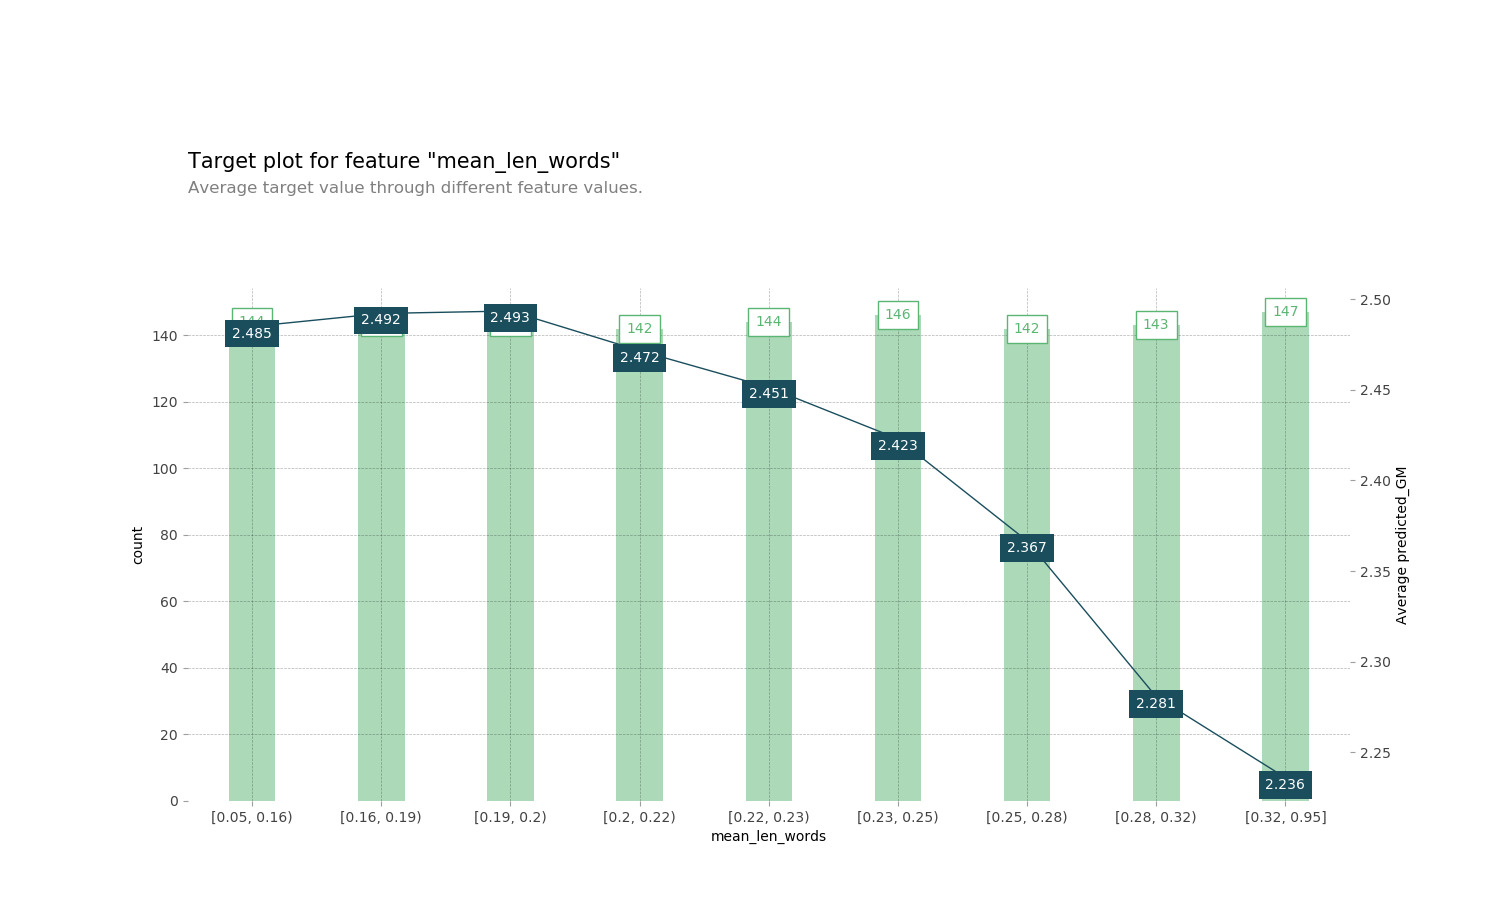 Target plot for feature "mean_len_words"
Average target value through different feature values.
144 142 144 146 142 143 147
2.485 2.492 2.493 2.472 2.451 2.423 2.367 2.281 2.236
140
120
100
80
60
40
20
0
count
2.50
2.45
2.40
2.35
2.30
2.25
Average predicted_GM
[0.05, 0.16) [0.16, 0.19) [0.19, 0.2) [0.2, 0.22) [0.22, 0.23) [0.23, 0.25) [0.25, 0.28) [0.28, 0.32) [0.32, 0.95]
mean_len_words